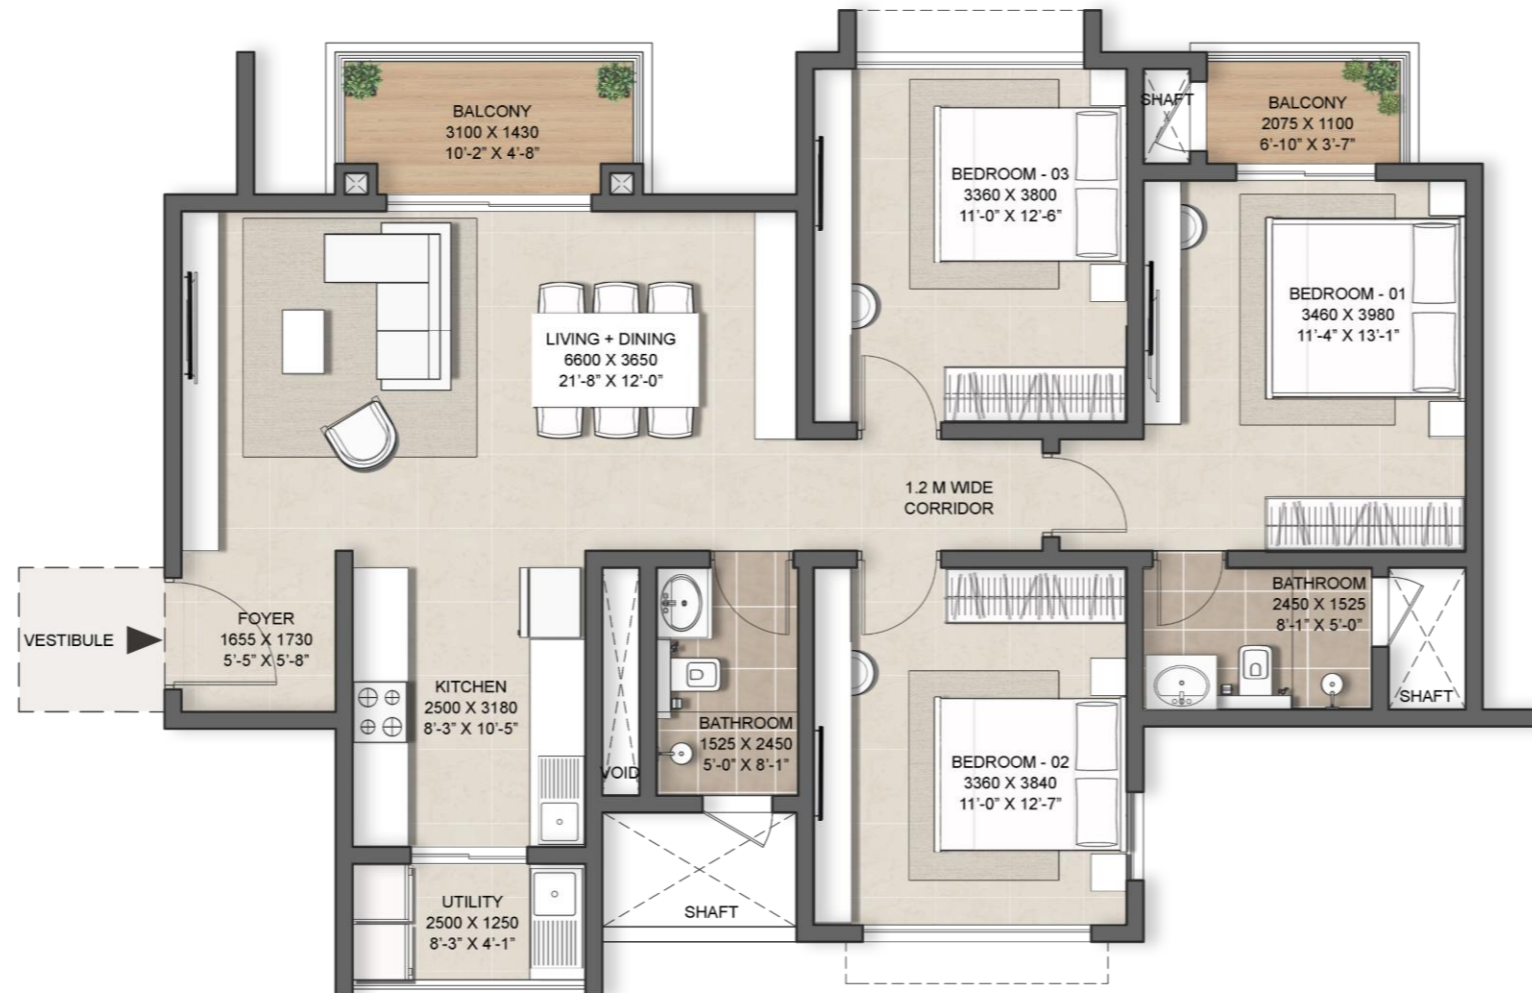 BALCONY
3100 X 1430
10'-2" X 4'-8"
SHAFT
BALCONY
2075 X 1100
6'-10" X 3'-7"
BEDROOM - 03
3360 X 3800
11'-0" X 12'-6"
BEDROOM - 01
3460 X 3980
11'-4" X 13'-1"
LIVING + DINING
6600 X 3650
21'-8" X 12'-0"
1.2 M WIDE
CORRIDOR
VESTIBULE
FOYER
1655 X 1730
5'-5" X 5'-8"
KITCHEN
2500 X 3180
8'-3" X 10'-5"
VOID
BATHROOM
1525 X 2450
5'-0" X 8'-1"
BATHROOM
2450 X 1525
8'-1" X 5'-0"
SHAFT
BEDROOM - 02
3360 X 3840
11'-0" X 12'-7"
UTILITY
2500 X 1250
8'-3" X 4'-1"
SHAFT